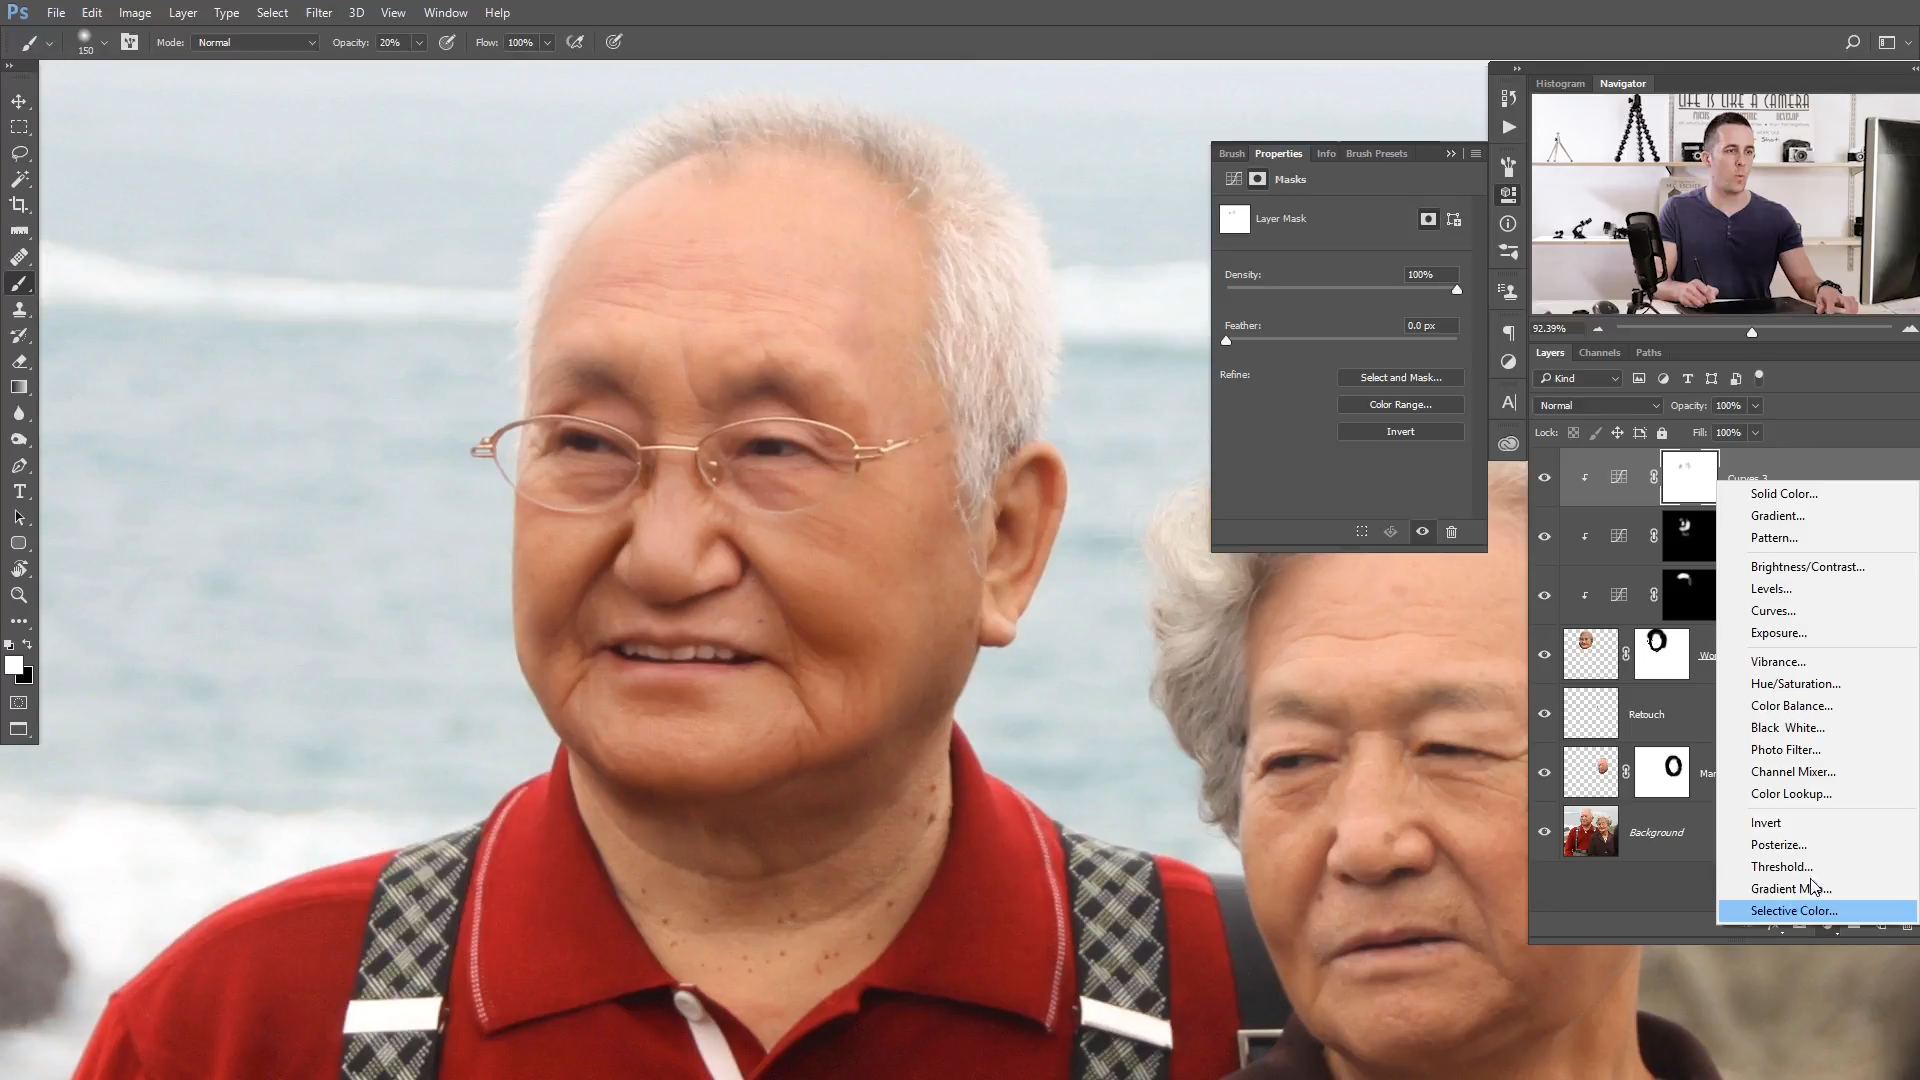 Ps File Edit Image Layer Type Select Filter 3D View Window Help
150 Mode: Normal Opacity: 20% Flow: 100%
Histogram Navigator
LIFE IS LIKE A CAMERA
Brush Properties Info Brush Presets
Masks
Layer Mask
Density: 100%
Feather: 0.0 px
Refine: Select and Mask...
Color Range...
Invert
92.39%
Layers Channels Paths
Kind
Normal Opacity: 100%
Lock: Fill: 100%
Curves 3
Retouch
Background
Solid Color...
Gradient...
Pattern...
Brightness/Contrast...
Levels...
Curves...
Exposure...
Vibrance...
Hue/Saturation...
Color Balance...
Black White...
Photo Filter...
Channel Mixer...
Color Lookup...
Invert
Posterize...
Threshold...
Gradient
Selective Color...